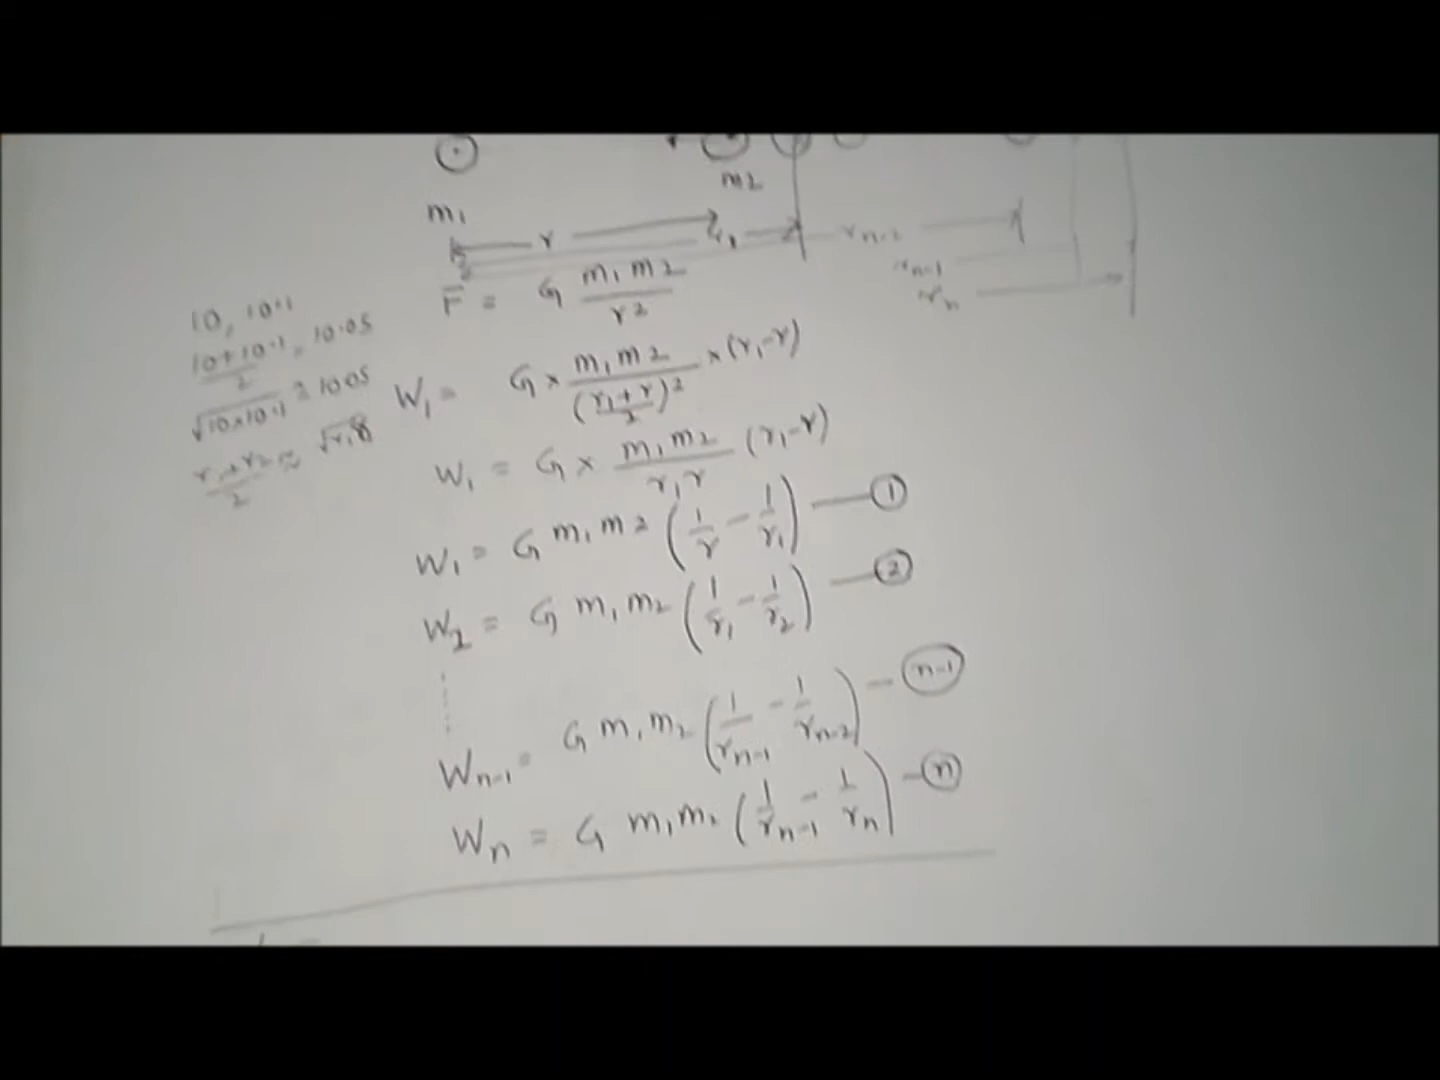 m2
m1
r r1 rn-2
rn-1
rn
F = G m1 m2 / r2
10, 10.1
10+10.1 / 2 = 10.05
√10×10.1 = 10.05
r1+r2 / 2 ≈ √r1r
W1 = G × m1 m2 / (r1+r / 2)2 × (r1-r)
W1 = G × m1 m2 / r1 r (r1-r)
W1 = G m1 m2 (1/r - 1/r1) — 1
W2 = G m1 m2 (1/r1 - 1/r2) — 2
Wn-1 = G m1 m2 (1/rn-1 - 1/rn-2) — n-1
Wn = G m1 m2 (1/rn-1 - 1/rn) — n